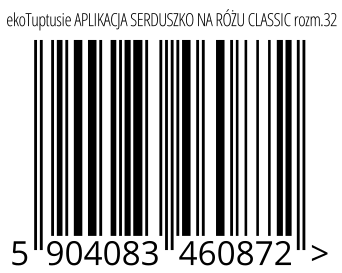 ekoTuptusie APLIKACJA SERDUSZKO NA RÓŻU CLASSIC rozm.32
5 904083 460872 >